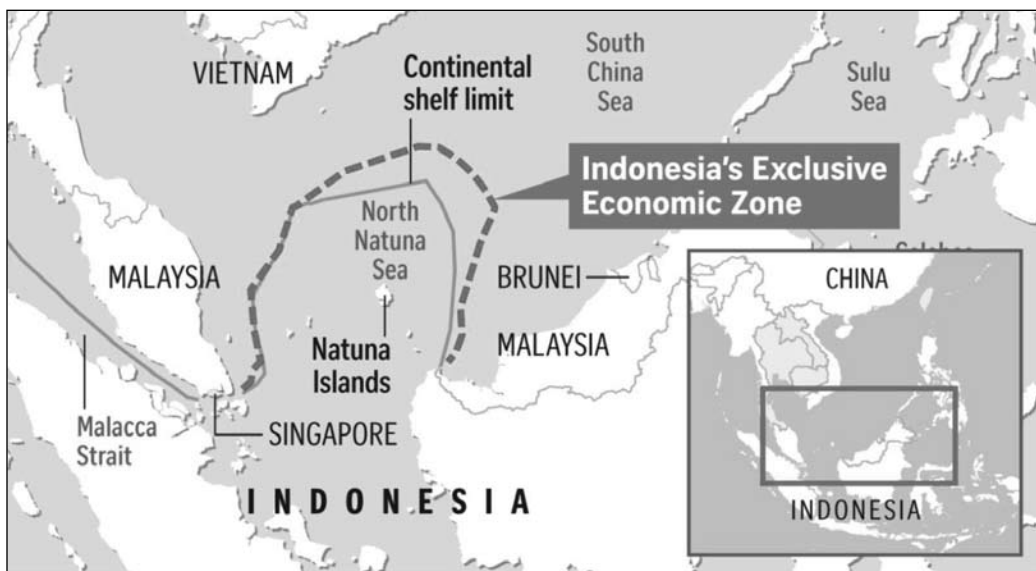 VIETNAM
Continental
shelf limit
South
China
Sea
Sulu
Sea
Indonesia's Exclusive
Economic Zone
North
Natuna
Sea
MALAYSIA
BRUNEI
Natuna
Islands
MALAYSIA
Malacca
Strait
SINGAPORE
INDONESIA
CHINA
INDONESIA